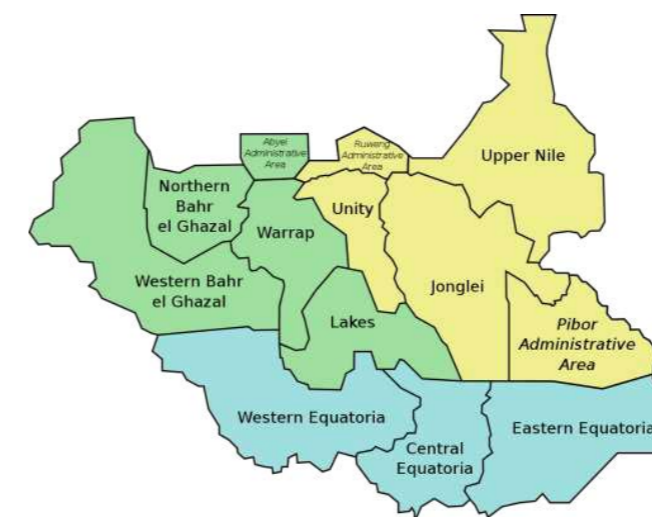 Abyei
Administrative
Area
Ruweng
Administrative
Area
Upper Nile
Northern
Bahr
el Ghazal
Unity
Warrap
Western Bahr
el Ghazal
Jonglei
Lakes
Pibor
Administrative
Area
Western Equatoria
Central
Equatoria
Eastern Equatoria